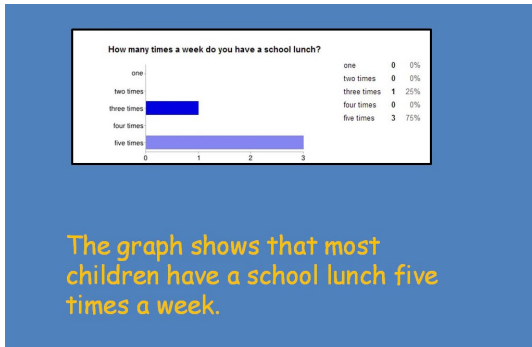 How many times a week do you have a school lunch?
one
two times
three times
four times
five times
0 1 2 3
one 0 0%
two times 0 0%
three times 1 25%
four times 0 0%
five times 3 75%
The graph shows that most
children have a school lunch five
times a week.